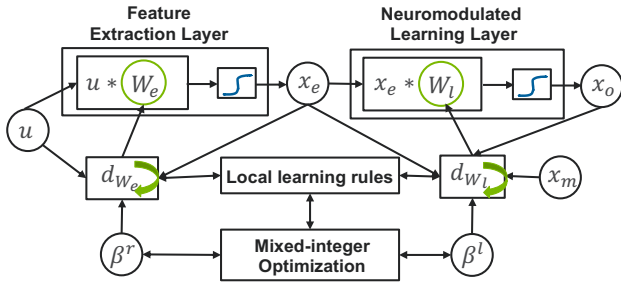 Feature
Extraction Layer
Neuromodulated
Learning Layer
u * W_e
x_e
x_e * W_l
x_o
u
d_{W_e}
Local learning rules
d_{W_l}
x_m
β^r
Mixed-integer
Optimization
β^l